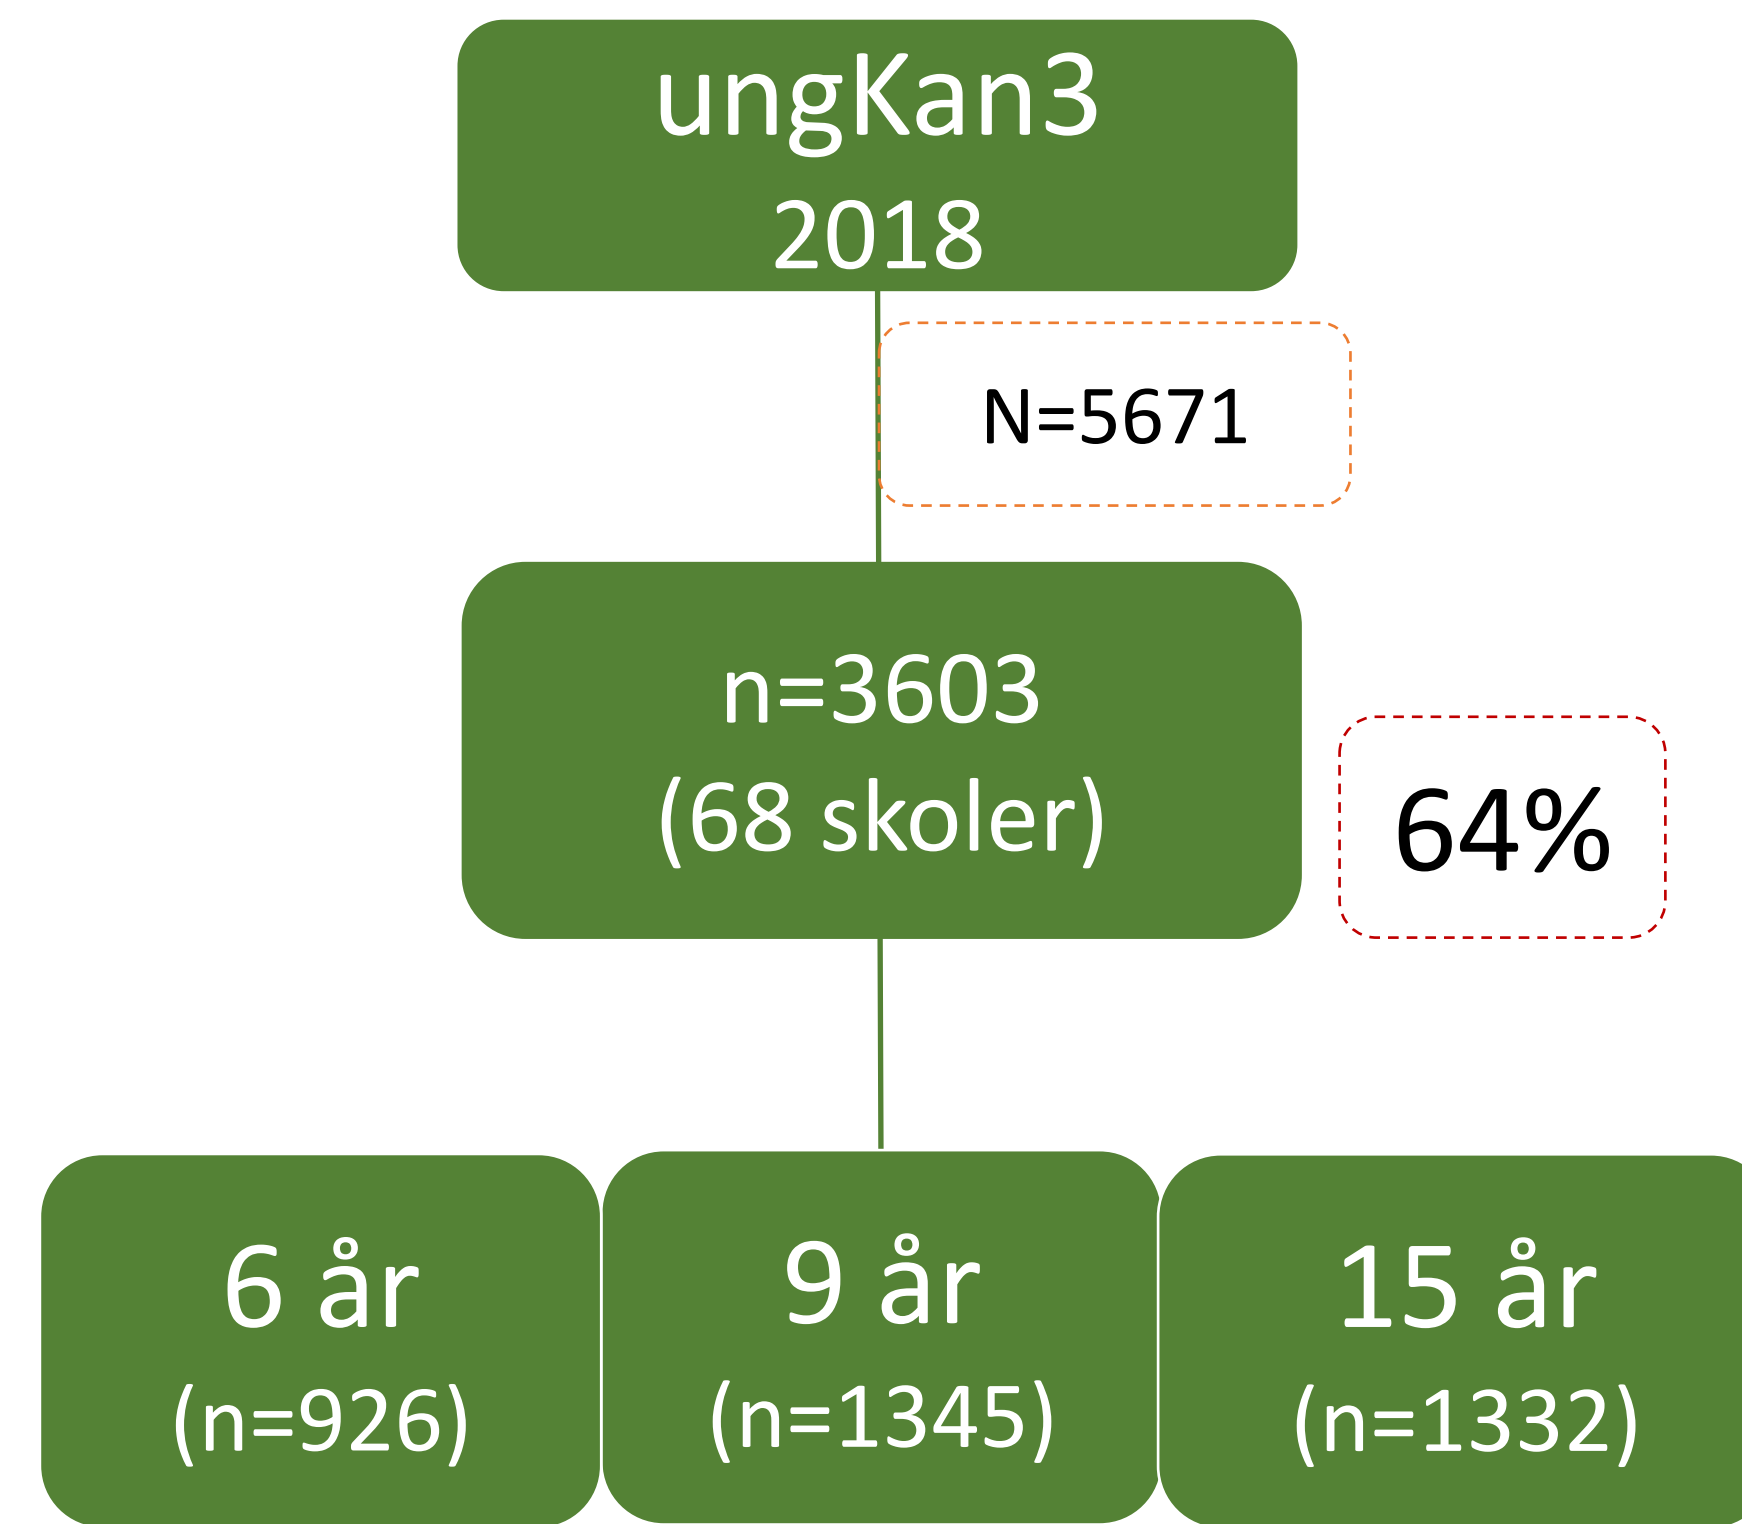 ungKan3
2018
N=5671
n=3603
(68 skoler)
64%
6 år
(n=926)
9 år
(n=1345)
15 år
(n=1332)